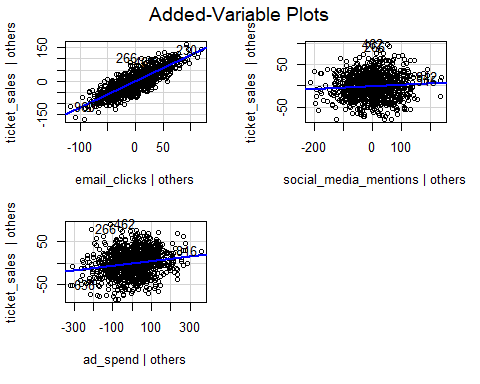 Added-Variable Plots
ticket_sales | others
-150 0 50 150
266
230
-100 0 50
email_clicks | others
ticket_sales | others
-50 50
462
-200 0 100
social_media_mentions | others
ticket_sales | others
-50 50
462
266
-300 -100 100 300
ad_spend | others